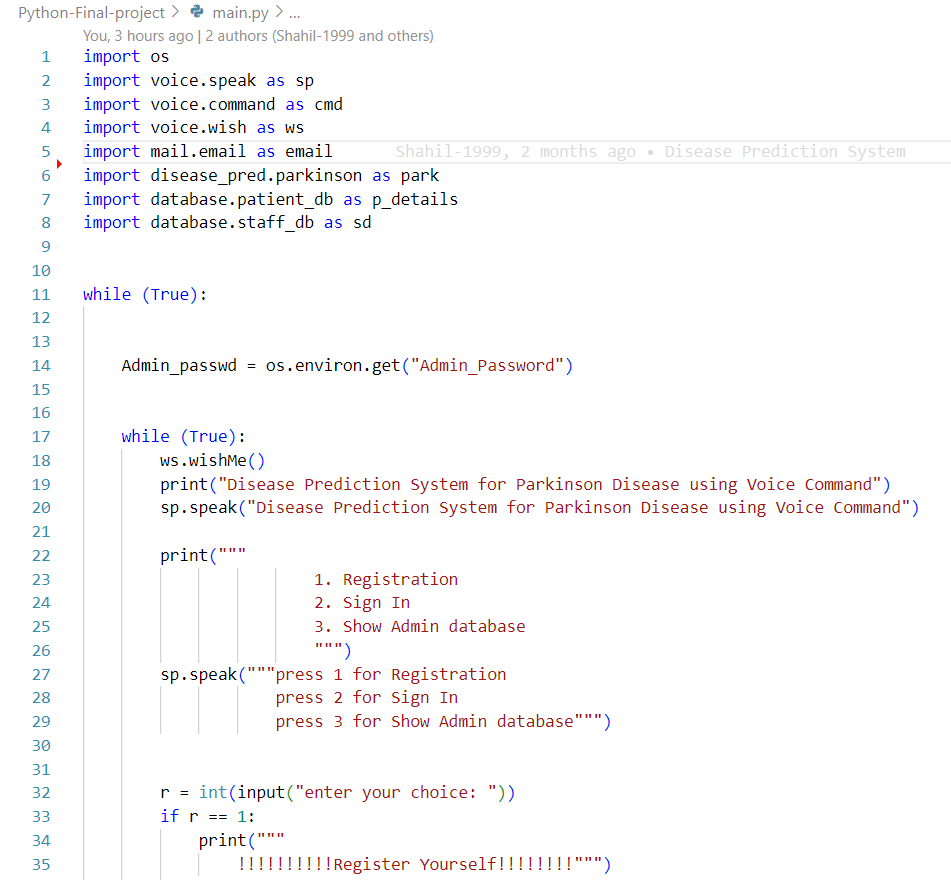 Python-Final-project > main.py > ...
You, 3 hours ago | 2 authors (Shahil-1999 and others)
1 import os
2 import voice.speak as sp
3 import voice.command as cmd
4 import voice.wish as ws
5 import mail.email as email Shahil-1999, 2 months ago • Disease Prediction System
6 import disease_pred.parkinson as park
7 import database.patient_db as p_details
8 import database.staff_db as sd
9
10
11 while (True):
12
13
14     Admin_passwd = os.environ.get("Admin_Password")
15
16
17     while (True):
18         ws.wishMe()
19         print("Disease Prediction System for Parkinson Disease using Voice Command")
20         sp.speak("Disease Prediction System for Parkinson Disease using Voice Command")
21
22         print("""
23                         1. Registration
24                         2. Sign In
25                         3. Show Admin database
26                         """)
27         sp.speak("""press 1 for Registration
28                     press 2 for Sign In
29                     press 3 for Show Admin database""")
30
31
32         r = int(input("enter your choice: "))
33         if r == 1:
34             print("""
35                 !!!!!!!!!!Register Yourself!!!!!!!!""")